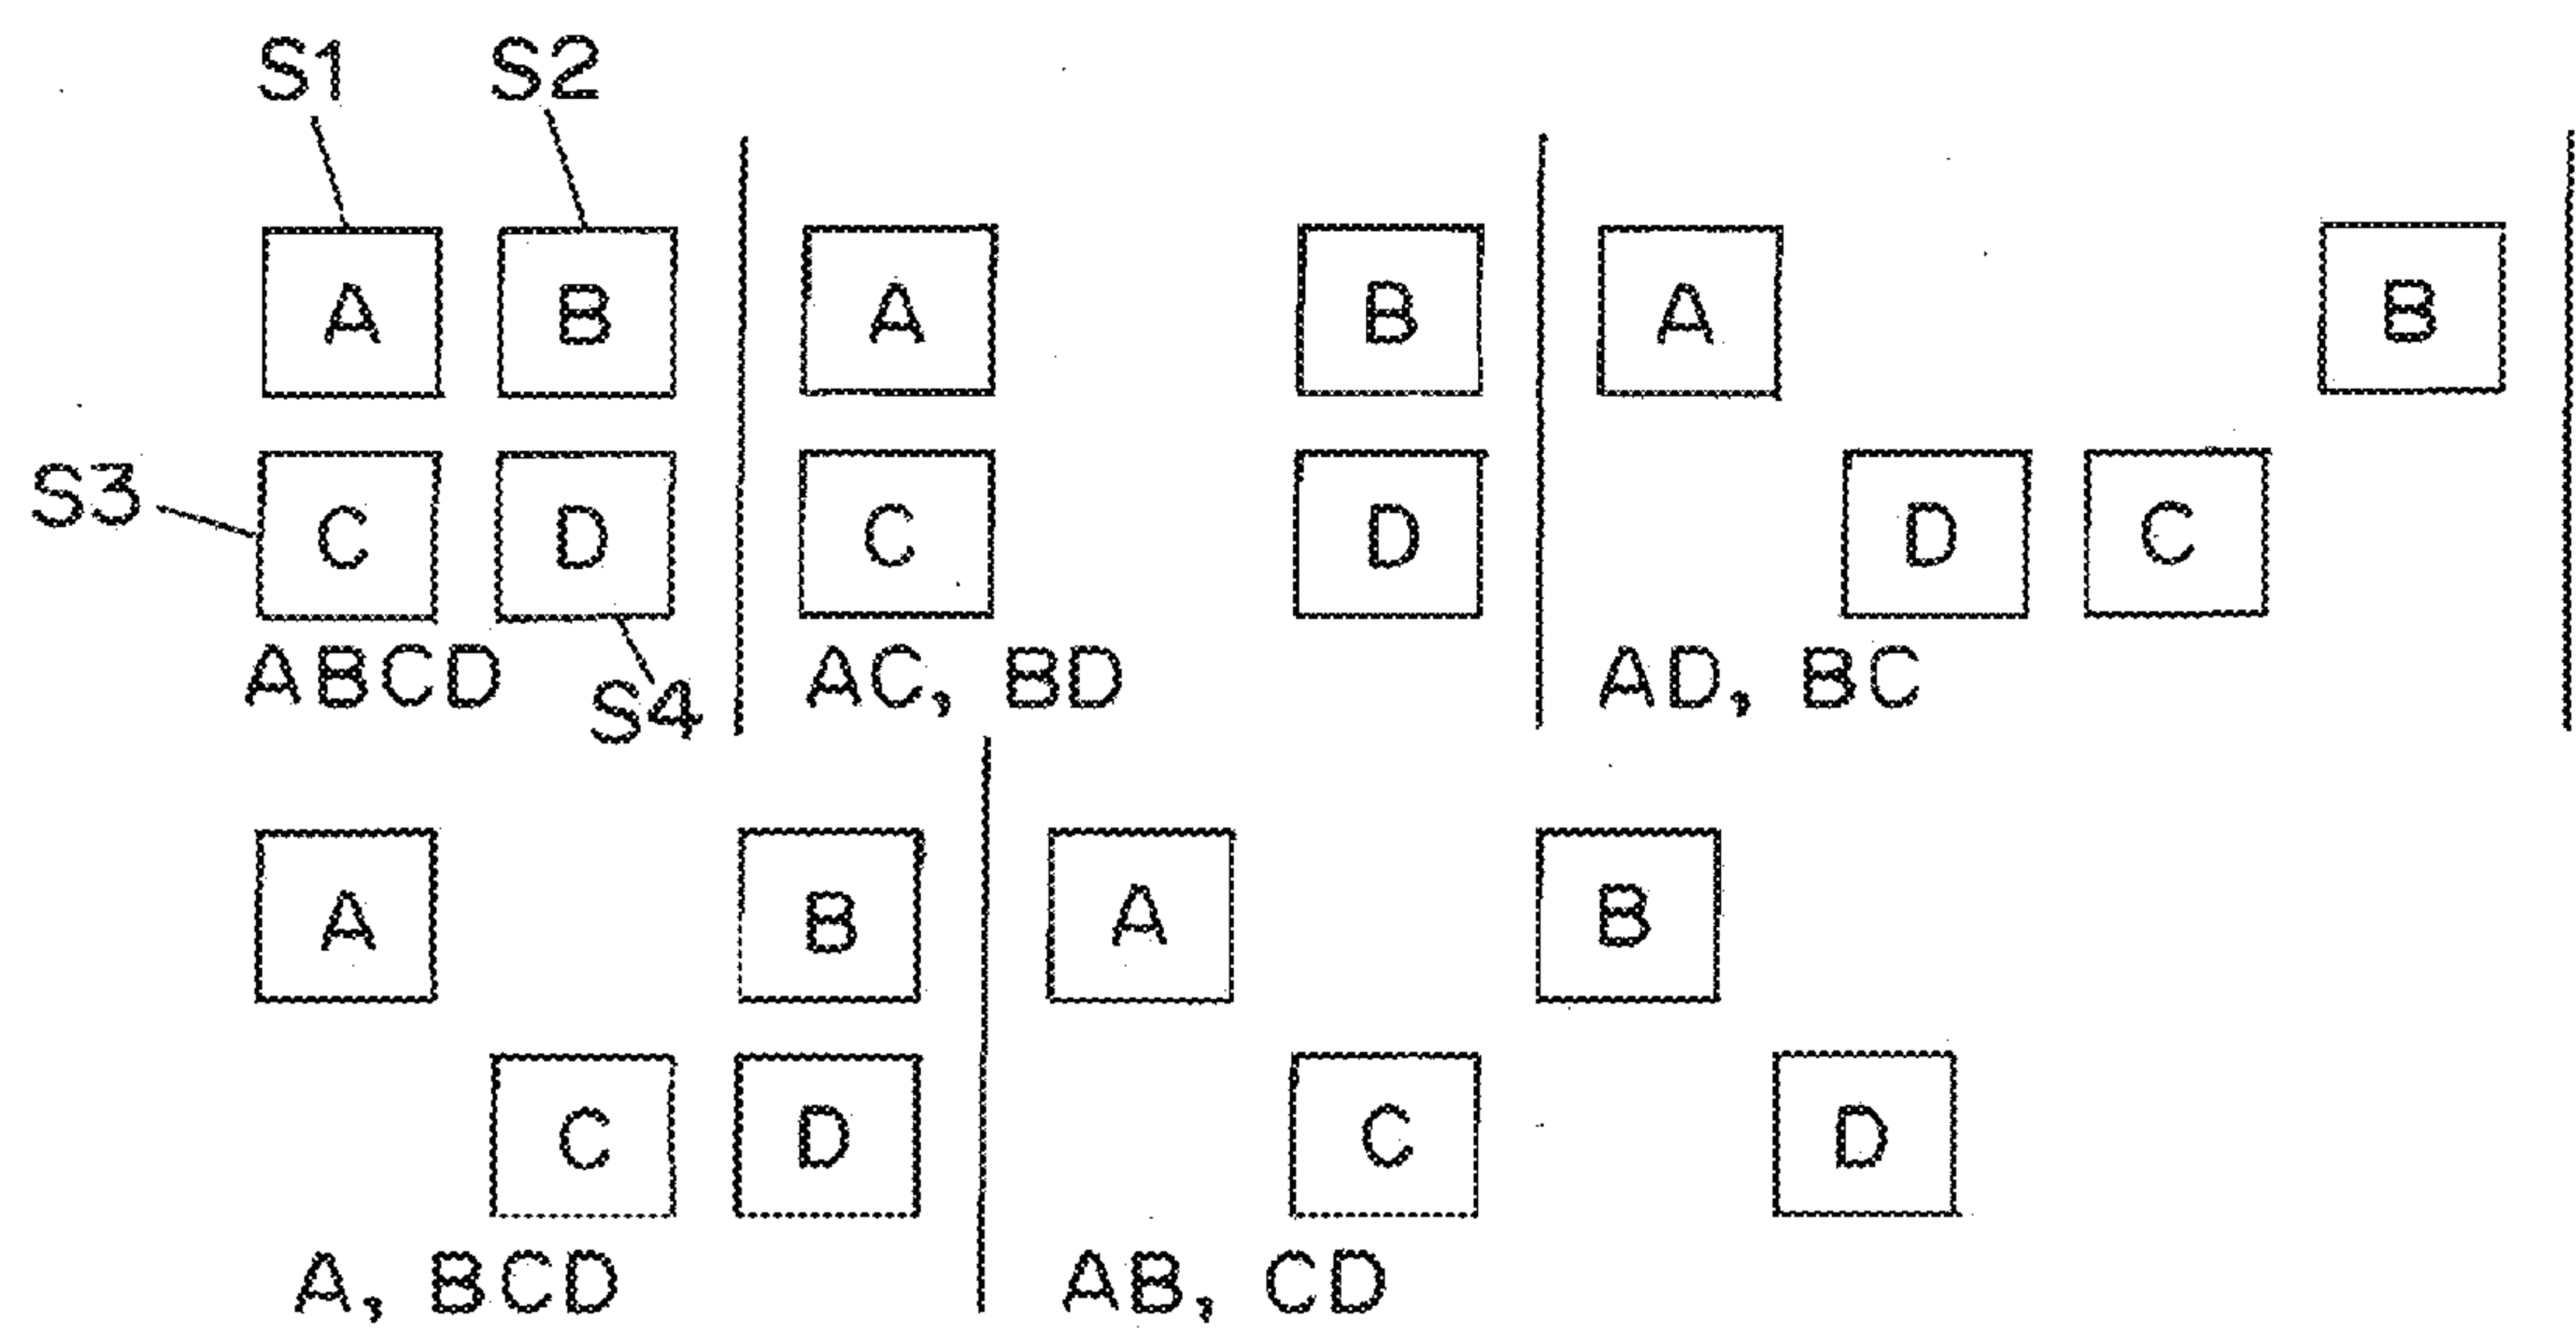 S1 S2
A B A B A B
S3 C D C D D C
ABCD AC, BD AD, BC
S4
A B A B
C D C D
A, BCD AB, CD